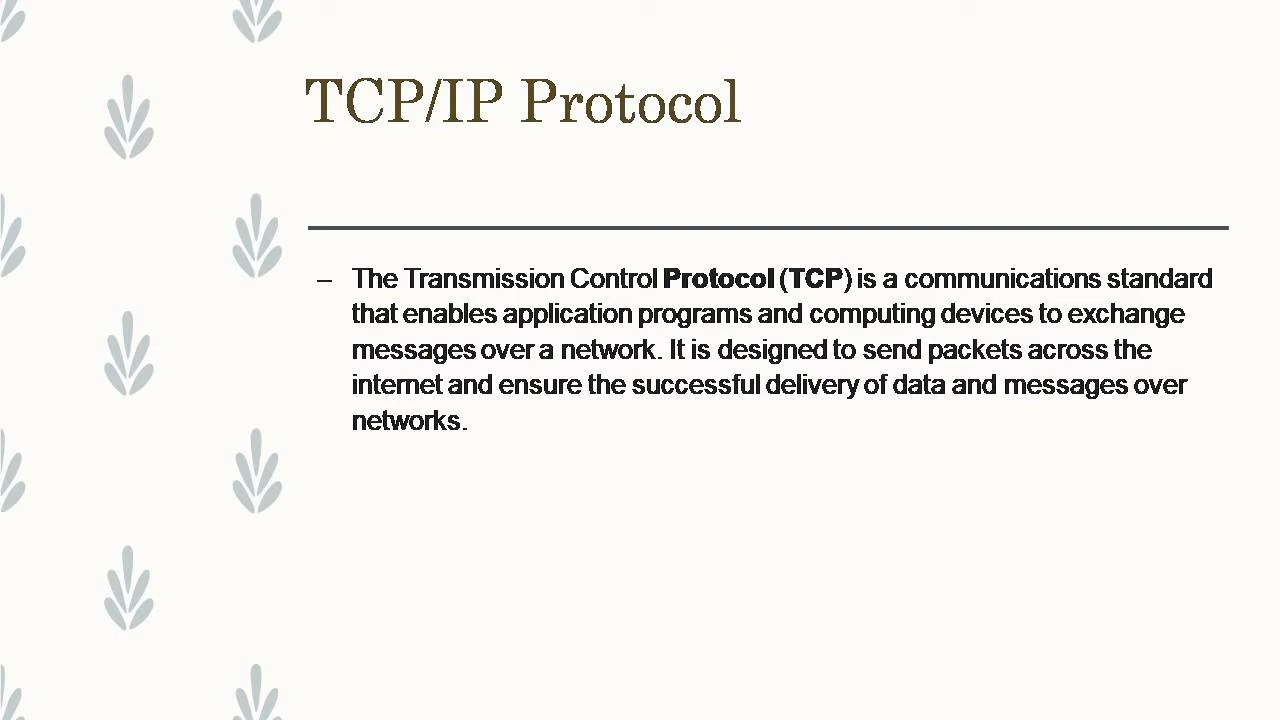 TCP/IP Protocol
– The Transmission Control Protocol (TCP) is a communications standard
that enables application programs and computing devices to exchange
messages over a network. It is designed to send packets across the
internet and ensure the successful delivery of data and messages over
networks.